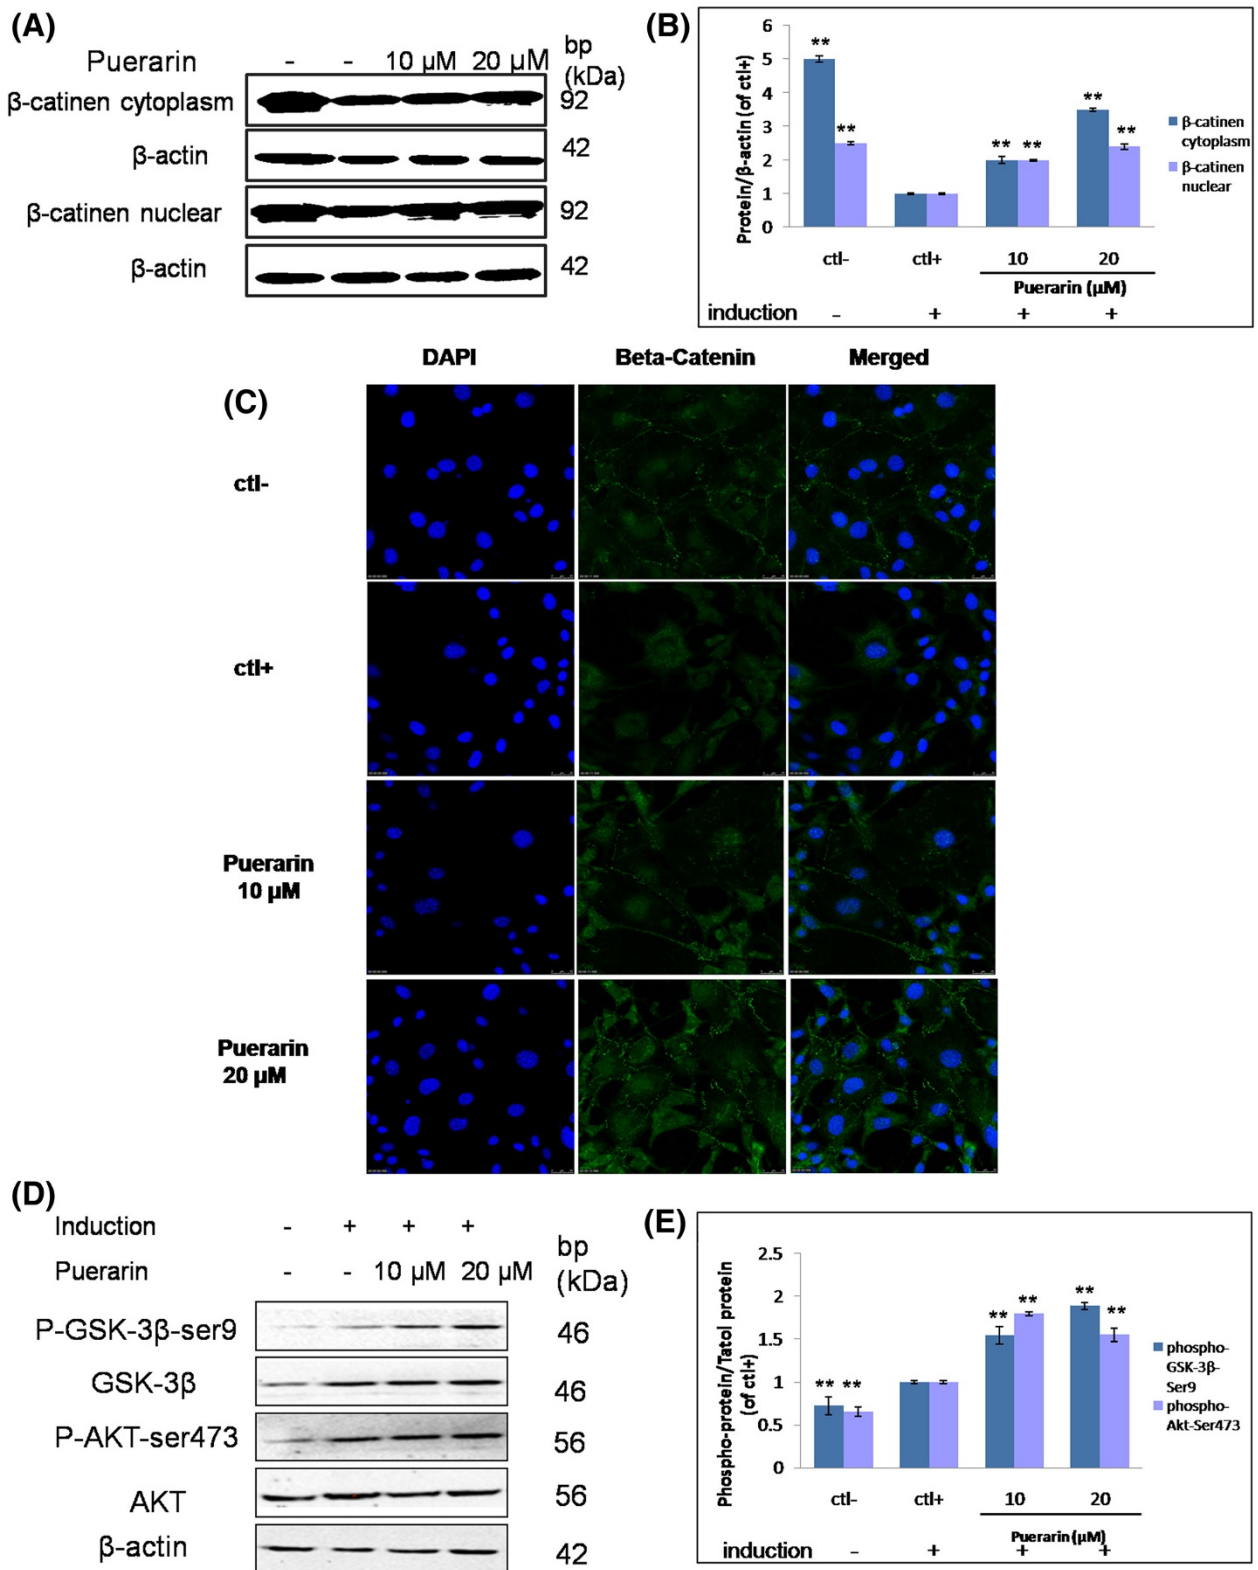 (A)
Puerarin - - 10 µM 20 µM
bp
(kDa)
β-catinen cytoplasm 92
β-actin 42
β-catinen nuclear 92
β-actin 42
(B)
Protein/β-actin (of ctl+)
6
5
4
3
2
1
0
** ** ** ** ** **
β-catinen
cytoplasm
β-catinen
nuclear
ctl- ctl+ 10 20
Puerarin (µM)
induction - + + +
(C)
DAPI Beta-Catenin Merged
ctl-
ctl+
Puerarin
10 µM
Puerarin
20 µM
(D)
Induction - + + +
Puerarin - - 10 µM 20 µM
bp
(kDa)
P-GSK-3β-ser9 46
GSK-3β 46
P-AKT-ser473 56
AKT 56
β-actin 42
(E)
Phospho-protein/Tatol protein
(of ctl+)
2.5
2
1.5
1
0.5
0
** ** ** ** ** **
phospho-
GSK-3β-
Ser9
phospho-
Akt-Ser473
ctl- ctl+ 10 20
Puerarin (µM)
induction - + + +